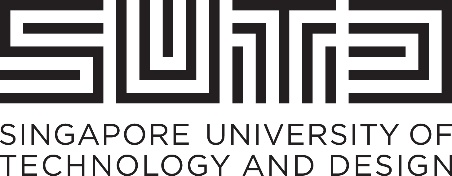 SUTD
SINGAPORE UNIVERSITY OF
TECHNOLOGY AND DESIGN